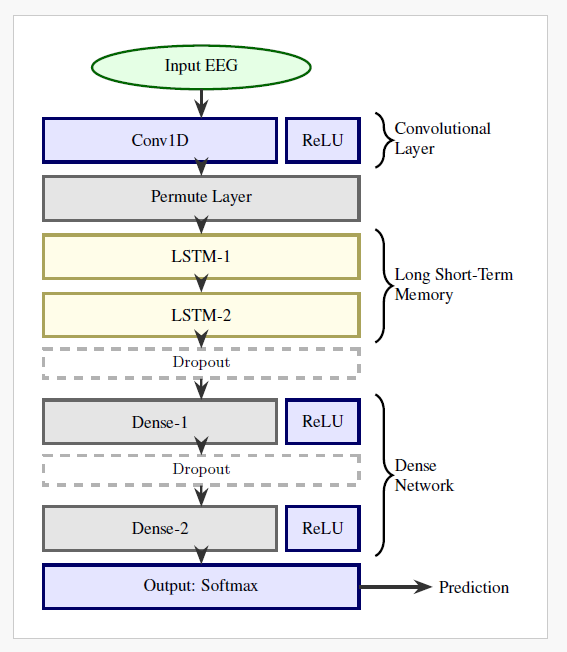 Input EEG
Conv1D
ReLU
Convolutional
Layer
Permute Layer
LSTM-1
LSTM-2
Long Short-Term
Memory
Dropout
Dense-1
ReLU
Dropout
Dense
Network
Dense-2
ReLU
Output: Softmax
Prediction